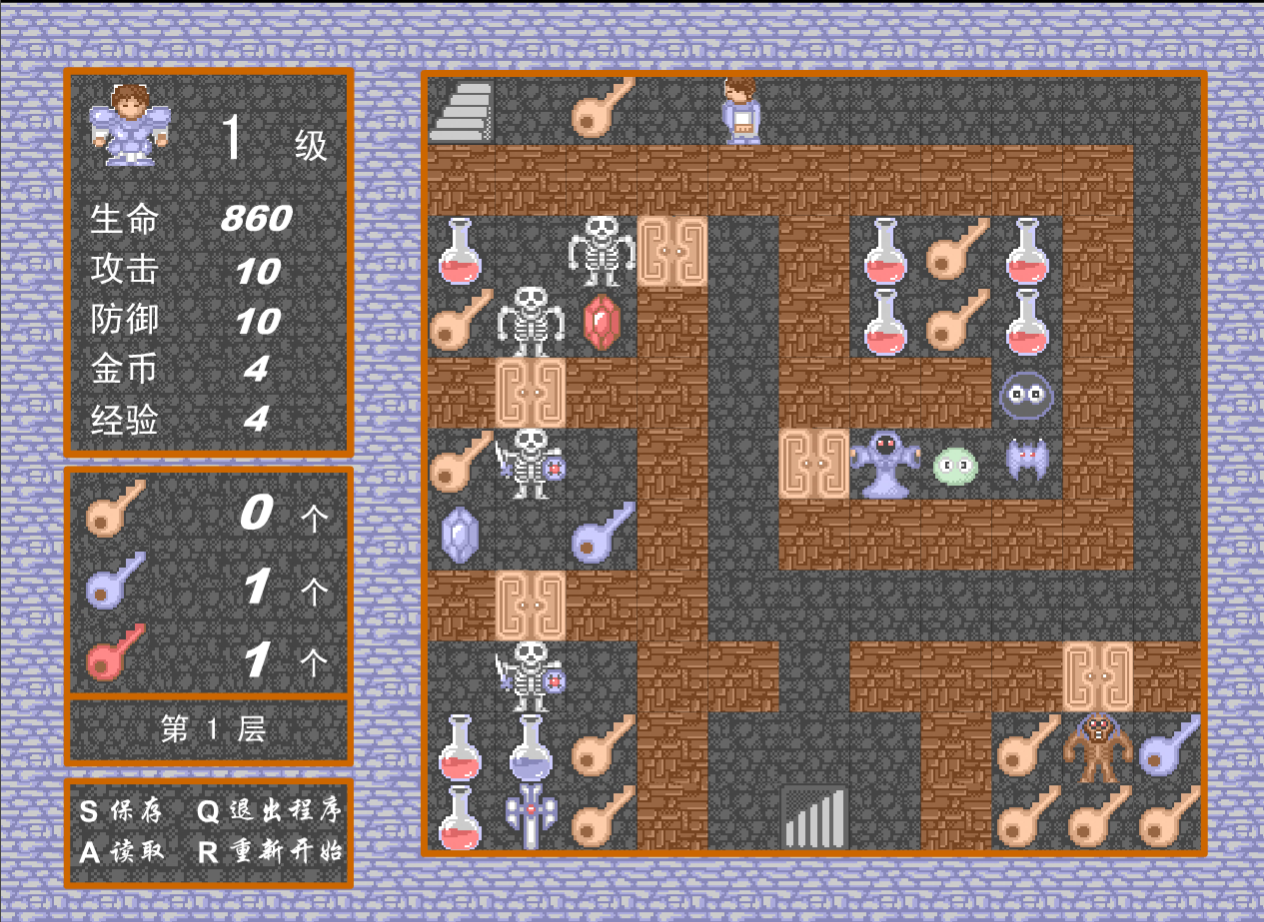 1 级
生命 860
攻击 10
防御 10
金币 4
经验 4
0 个
1 个
1 个
第 1 层
S 保存 Q 退出程序
A 读取 R 重新开始